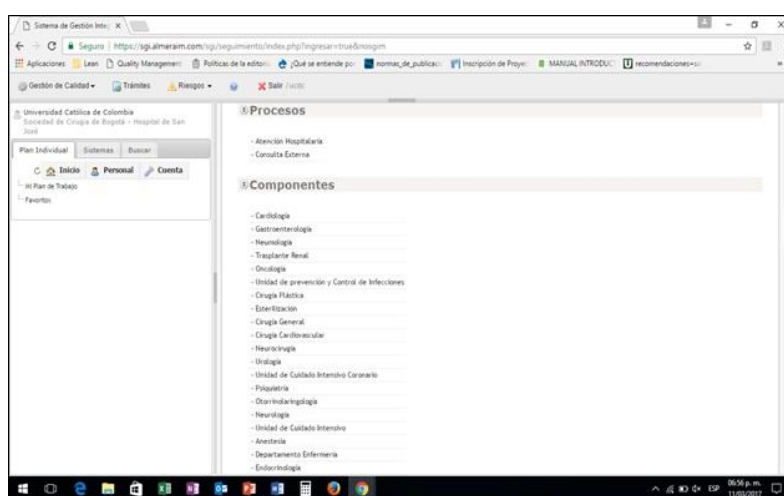 Sistema de Gestión Inte
Seguro | https://sgi.almeraim.com/sgi/seguimiento/index.php?ingresar=true&nosgim
Aplicaciones Lean Quality Management Políticas de la editori ¿Qué se entiende por normas_de_publicac Inscripción de Proye MANUAL INTRODUC recomendaciones
Gestión de Calidad Trámites Riesgos Salir
Universidad Católica de Colombia
Sociedad de Cirugía de Bogotá - Hospital de San
José
Plan Individual Sistemas Buscar
Inicio Personal Cuenta
Mi Plan de Trabajo
Favoritos
Procesos
- Atención Hospitalaria
- Consulta Externa
Componentes
- Cardiología
- Gastroenterología
- Neumología
- Trasplante Renal
- Oncología
- Unidad de prevención y Control de Infecciones
- Cirugía Plástica
- Esterilización
- Cirugía General
- Cirugía Cardiovascular
- Neurocirugía
- Urología
- Unidad de Cuidado Intensivo Coronario
- Psiquiatría
- Otorrinolaringología
- Neurología
- Unidad de Cuidado Intensivo
- Anestesia
- Departamento Enfermería
- Endocrinología
ESP
06:56 p. m.
11/03/2017